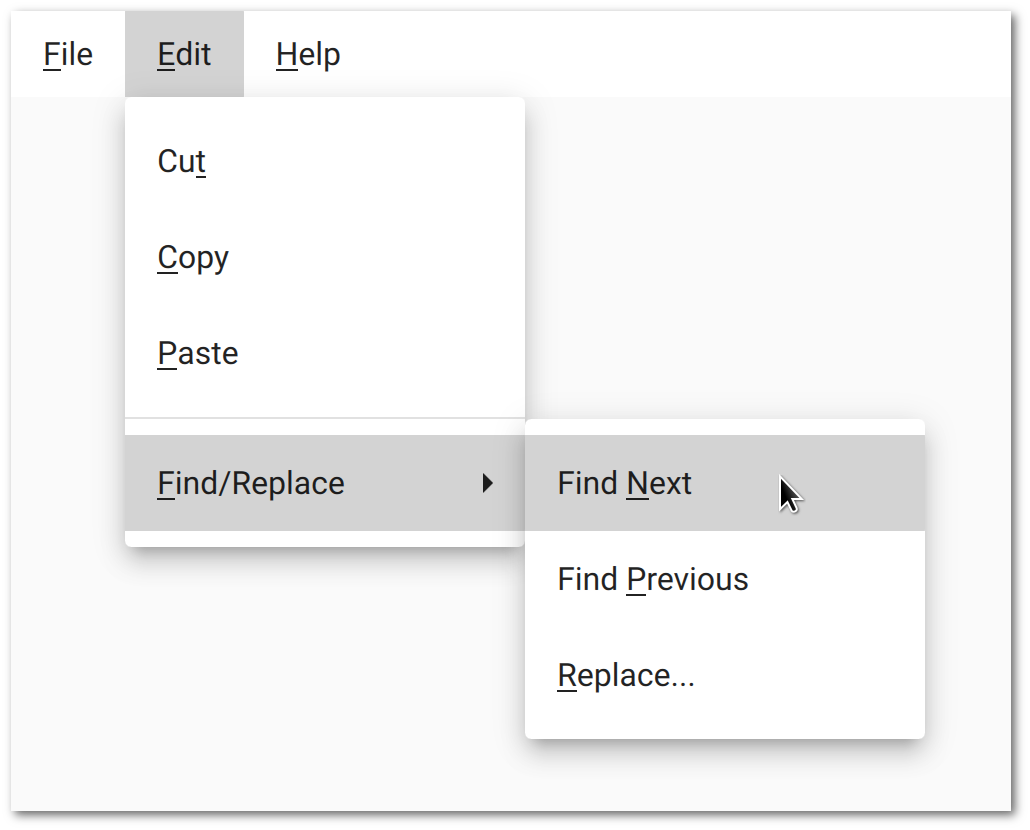 File Edit Help
Cut
Copy
Paste
Find/Replace
Find Next
Find Previous
Replace...